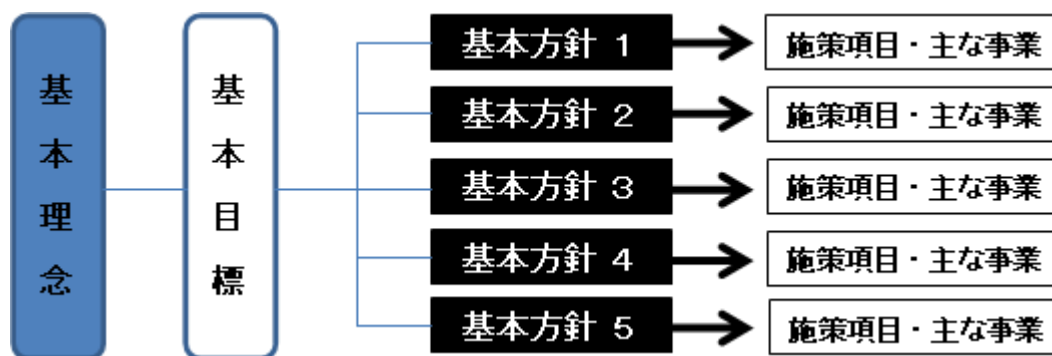 基本理念
基本目標
基本方針 1
施策項目・主な事業
基本方針 2
施策項目・主な事業
基本方針 3
施策項目・主な事業
基本方針 4
施策項目・主な事業
基本方針 5
施策項目・主な事業